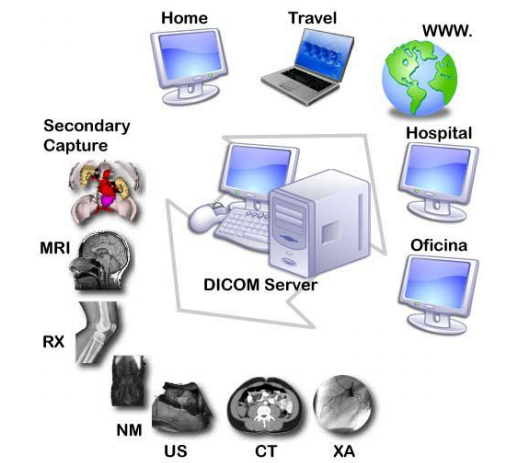 Home
Travel
WWW.
Secondary
Capture
Hospital
MRI
Oficina
DICOM Server
RX
NM
US
CT
XA